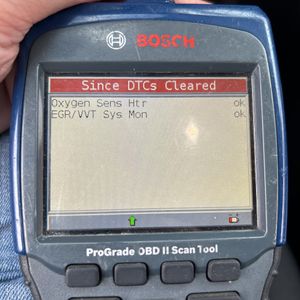 BOSCH
Since DTCs Cleared
Oxygen Sens Htr ok
EGR/VVT Sys Mon ok
ProGrade OBD II Scan Tool